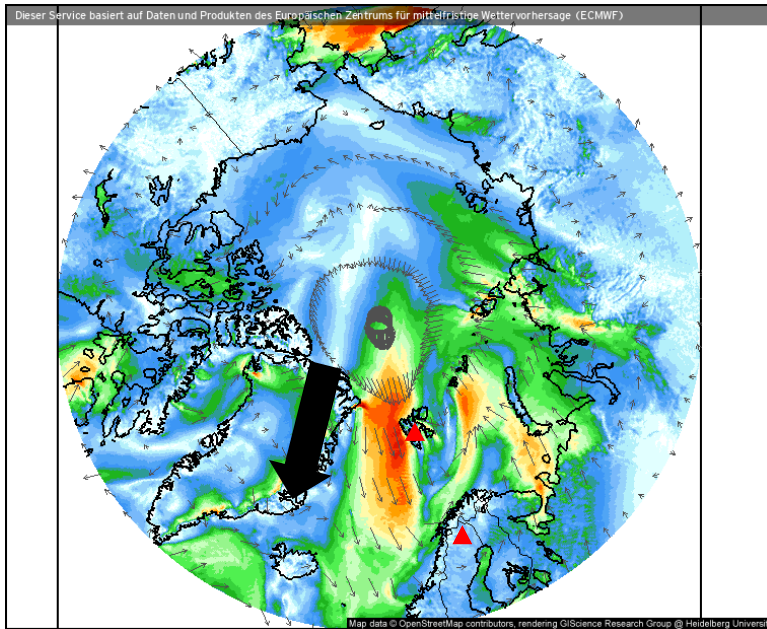 Dieser Service basiert auf Daten und Produkten des Europäischen Zentrums für mittelfristige Wettervorhersage (ECMWF)
Map data © OpenStreetMap contributors, rendering GIScience Research Group @ Heidelberg Universit